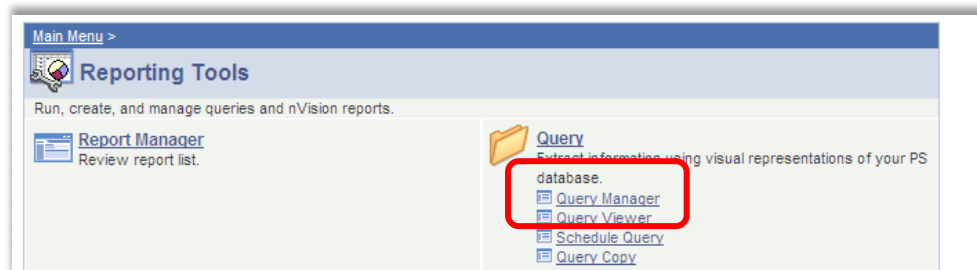 Main Menu >
Reporting Tools
Run, create, and manage queries and nVision reports.
Report Manager
Review report list.
Query
Extract information using visual representations of your PS
database.
Query Manager
Query Viewer
Schedule Query
Query Copy